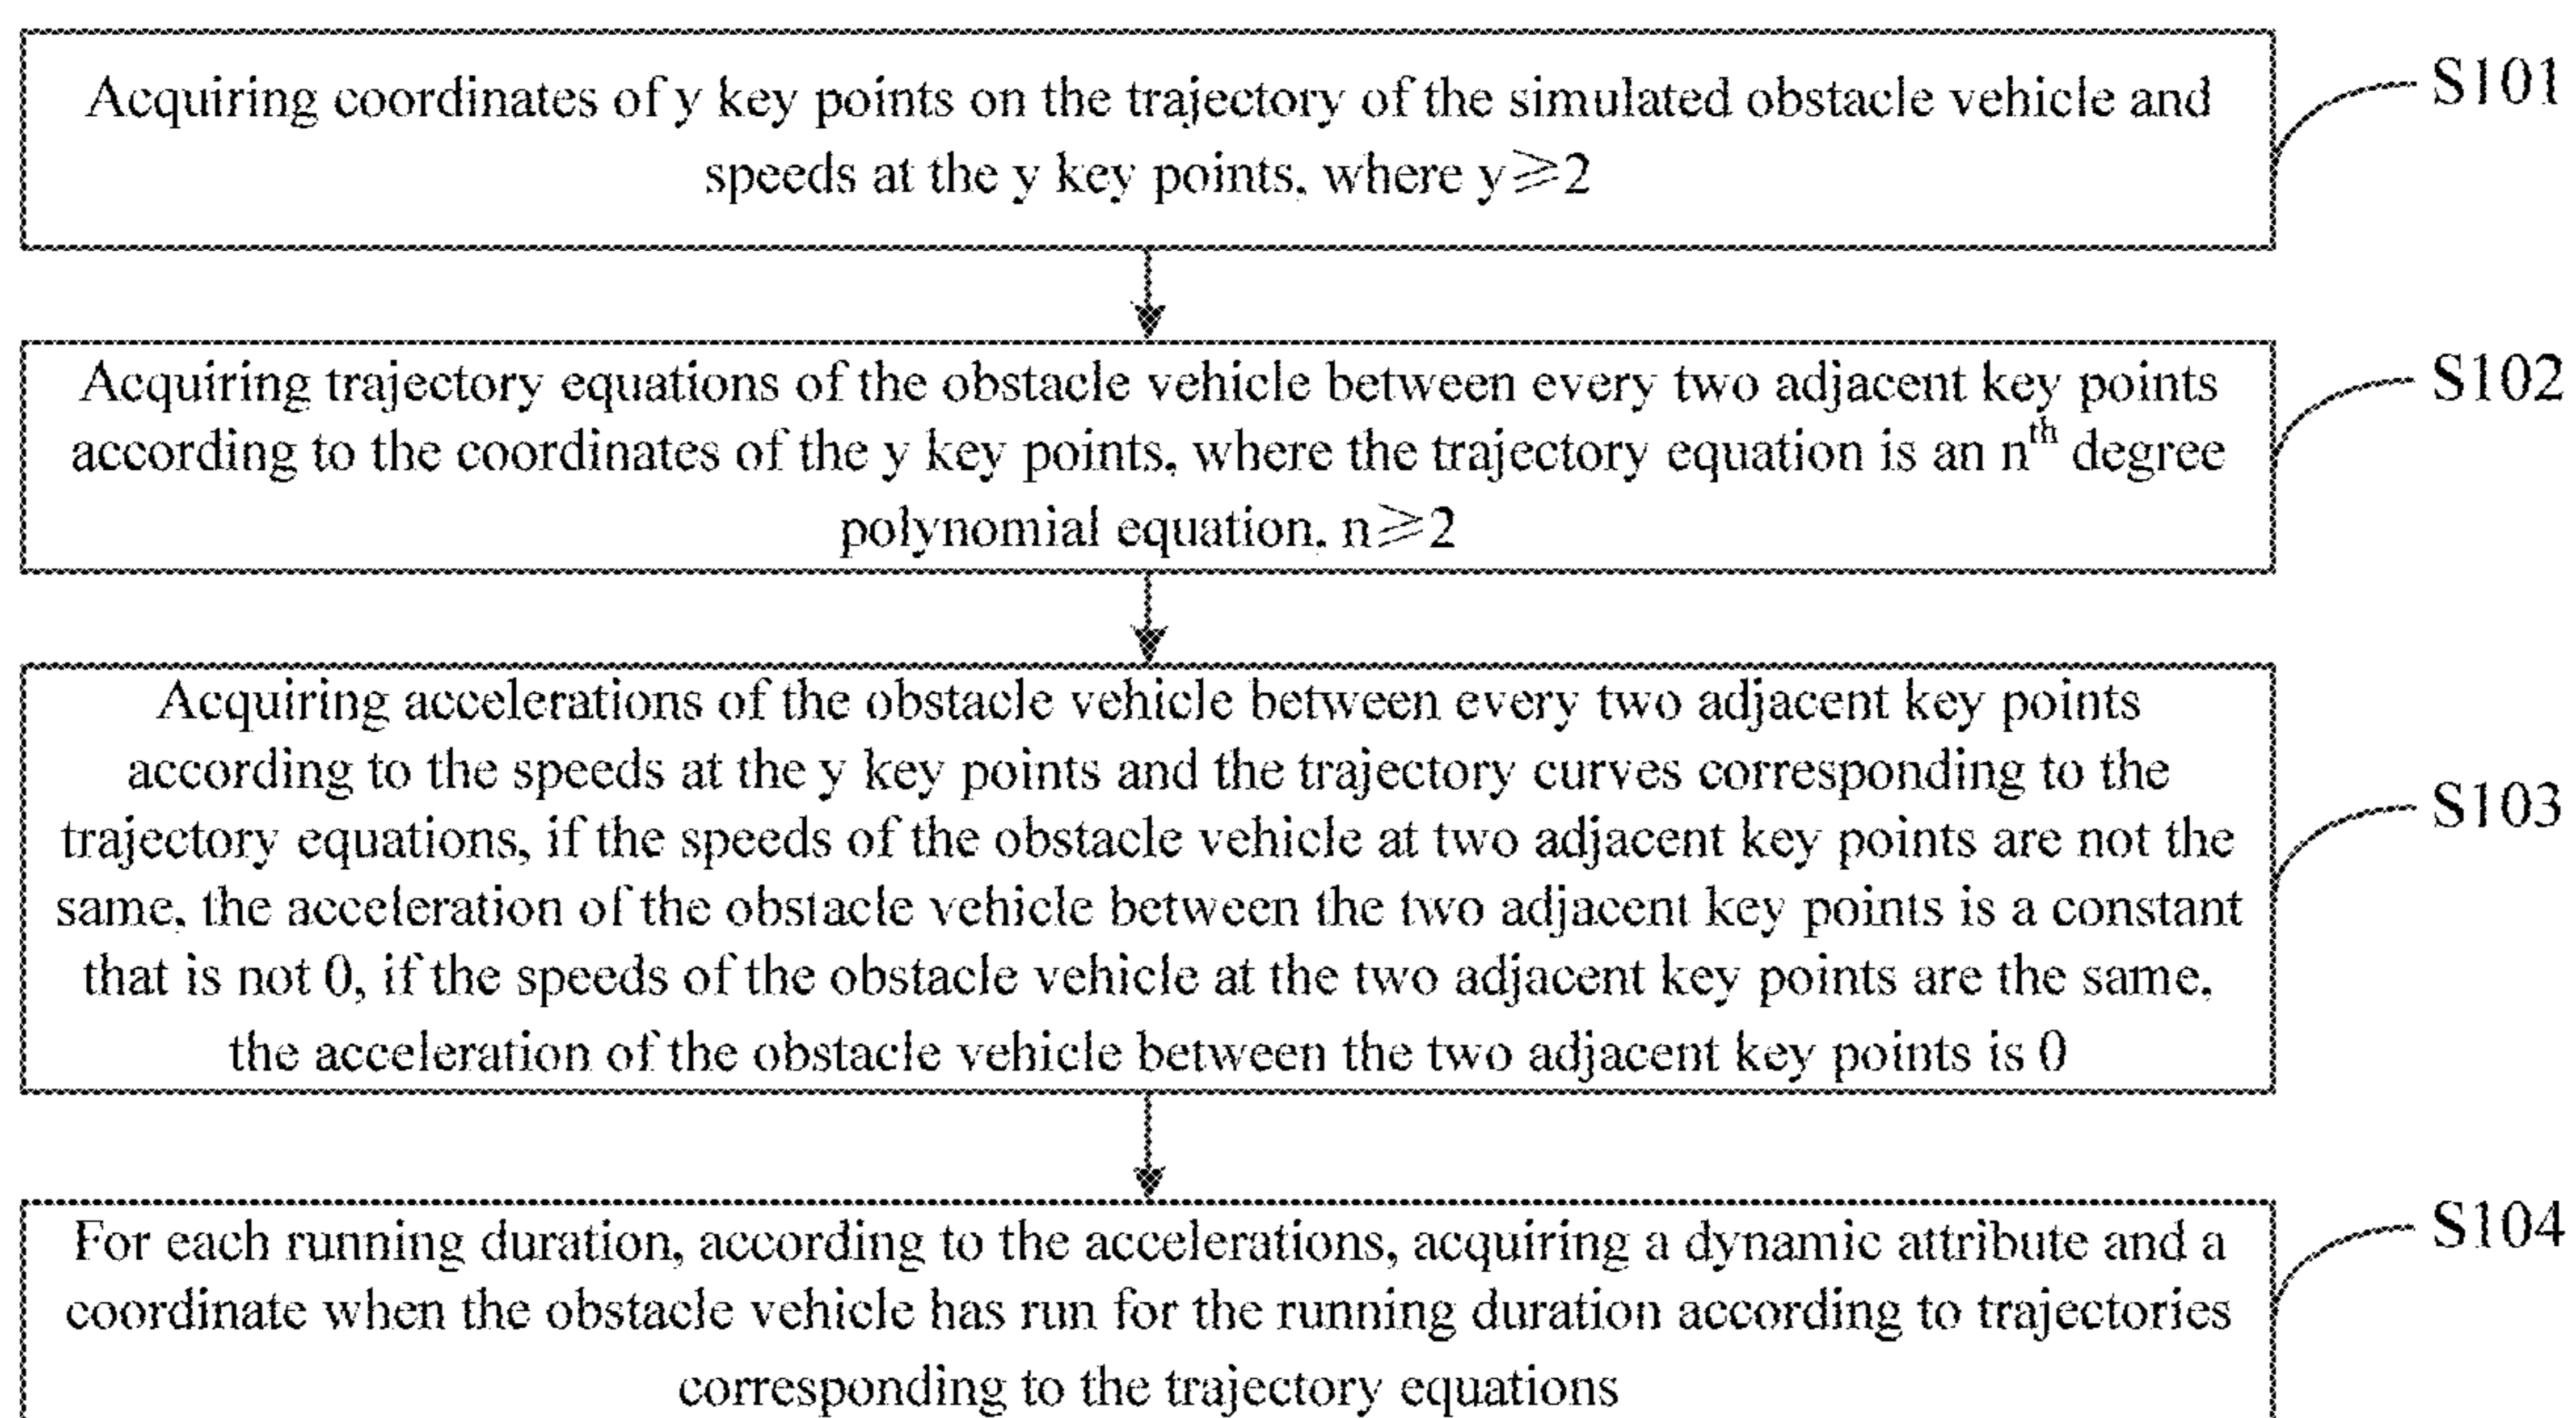 Acquiring coordinates of y key points on the trajectory of the simulated obstacle vehicle and
speeds at the y key points, where y⩾2
S101
Acquiring trajectory equations of the obstacle vehicle between every two adjacent key points
according to the coordinates of the y key points, where the trajectory equation is an nth degree
polynomial equation, n⩾2
S102
Acquiring accelerations of the obstacle vehicle between every two adjacent key points
according to the speeds at the y key points and the trajectory curves corresponding to the
trajectory equations, if the speeds of the obstacle vehicle at two adjacent key points are not the
same, the acceleration of the obstacle vehicle between the two adjacent key points is a constant
that is not 0, if the speeds of the obstacle vehicle at the two adjacent key points are the same,
the acceleration of the obstacle vehicle between the two adjacent key points is 0
S103
For each running duration, according to the accelerations, acquiring a dynamic attribute and a
coordinate when the obstacle vehicle has run for the running duration according to trajectories
corresponding to the trajectory equations
S104